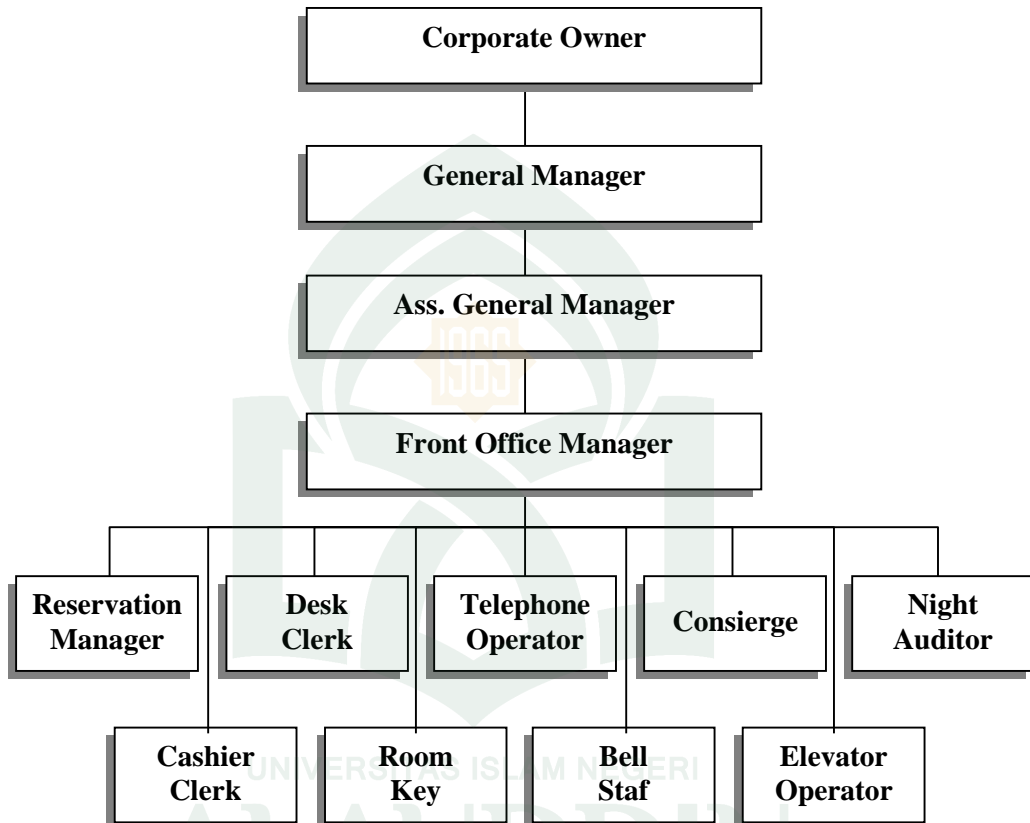 Corporate Owner
General Manager
Ass. General Manager
1965
Front Office Manager
Reservation
Manager
Desk
Clerk
Telephone
Operator
Consierge
Night
Auditor
Cashier
Clerk
Room
Key
Bell
Staf
Elevator
Operator
UNIVERSITAS ISLAM NEGERI